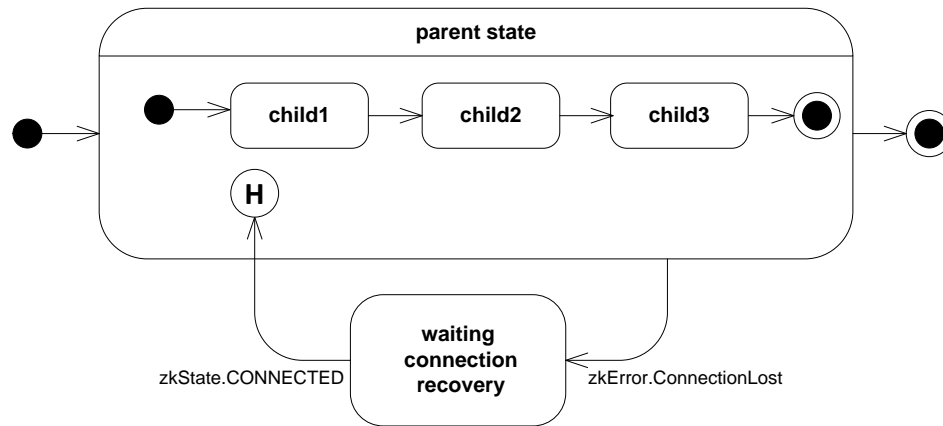 parent state
child1
child2
child3
H
waiting
connection
recovery
zkState.CONNECTED
zkError.ConnectionLost